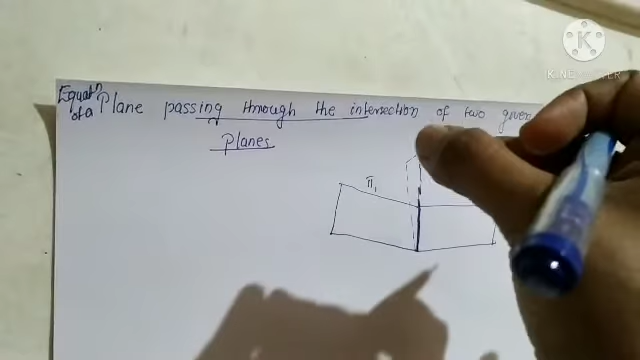 KINEMASTER
Equatn
of a Plane passing through the intersection of two given
Planes
π₁